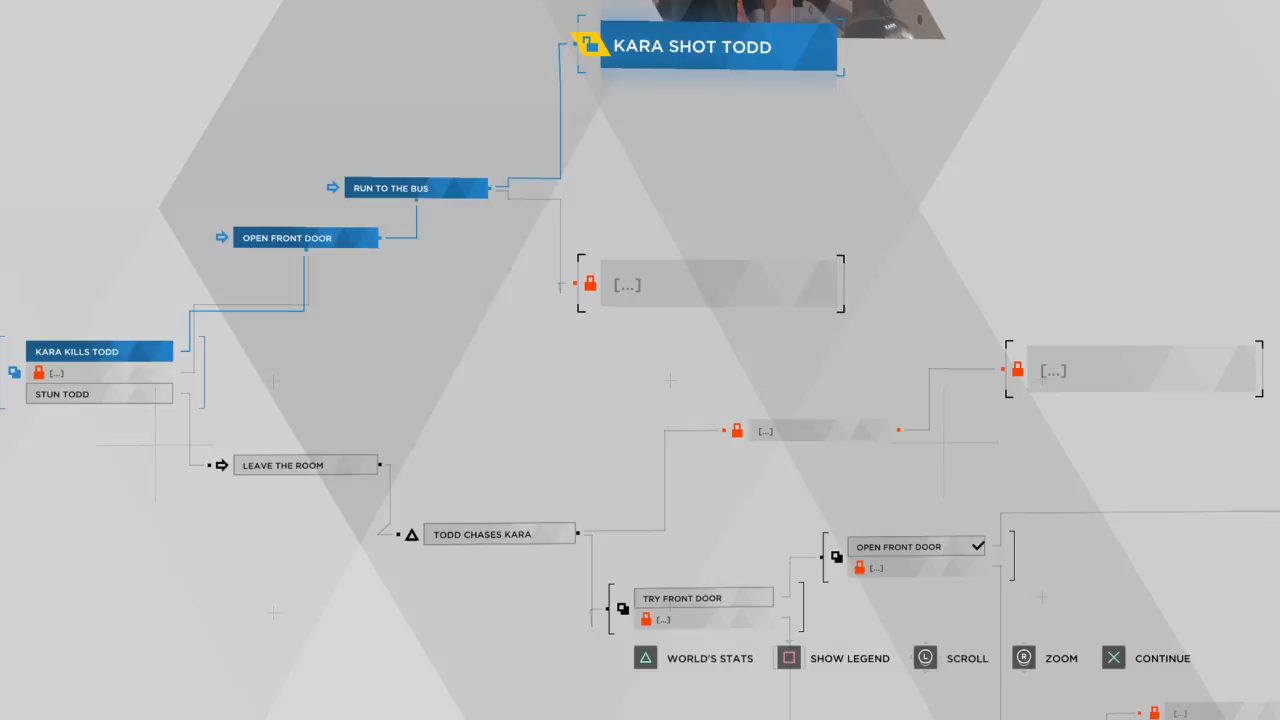 KARA SHOT TODD
RUN TO THE BUS
OPEN FRONT DOOR
[...]
KARA KILLS TODD
[...]
[...]
STUN TODD
[...]
LEAVE THE ROOM
TODD CHASES KARA
OPEN FRONT DOOR
[...]
TRY FRONT DOOR
[...]
WORLD'S STATS
SHOW LEGEND
L SCROLL
R ZOOM
CONTINUE
[...]